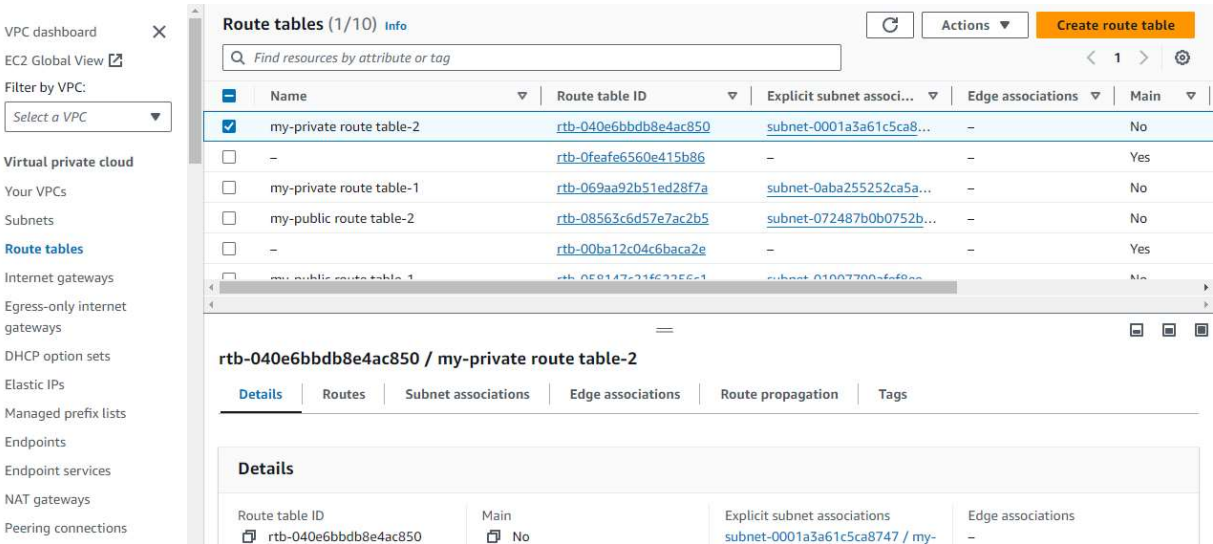 VPC dashboard
EC2 Global View
Filter by VPC:
Select a VPC
Virtual private cloud
Your VPCs
Subnets
Route tables
Internet gateways
Egress-only internet
gateways
DHCP option sets
Elastic IPs
Managed prefix lists
Endpoints
Endpoint services
NAT gateways
Peering connections
Route tables (1/10) Info
Actions
Create route table
Find resources by attribute or tag
1
Name Route table ID Explicit subnet associ... Edge associations Main
my-private route table-2 rtb-040e6bbdb8e4ac850 subnet-0001a3a61c5ca8... – No
– rtb-0feafe6560e415b86 – – Yes
my-private route table-1 rtb-069aa92b51ed28f7a subnet-0aba255252ca5a... – No
my-public route table-2 rtb-08563c6d57e7ac2b5 subnet-072487b0b0752b... – No
– rtb-00ba12c04c6baca2e – – Yes
my-public route table-1 No
rtb-040e6bbdb8e4ac850 / my-private route table-2
Details Routes Subnet associations Edge associations Route propagation Tags
Details
Route table ID Main Explicit subnet associations Edge associations
rtb-040e6bbdb8e4ac850 No subnet-0001a3a61c5ca8747 / my- –